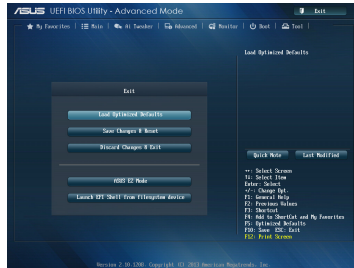 ASUS UEFI BIOS Utility - Advanced Mode
Exit
My Favorites Main Ai Tweaker Advanced Monitor Boot Tool
Load Optimized Defaults
Exit
Load Optimized Defaults
Save Changes & Reset
Discard Changes & Exit
ASUS EZ Mode
Launch EFI Shell from filesystem device
Quick Note Last Modified
→←: Select Screen
↑↓: Select Item
Enter: Select
+/-: Change Opt.
F1: General Help
F2: Previous Values
F3: Shortcut
F4: Add to ShortCut and My Favorites
F5: Optimized Defaults
F10: Save ESC: Exit
F12: Print Screen
Version 2.10.1208. Copyright (C) 2013 American Megatrends, Inc.